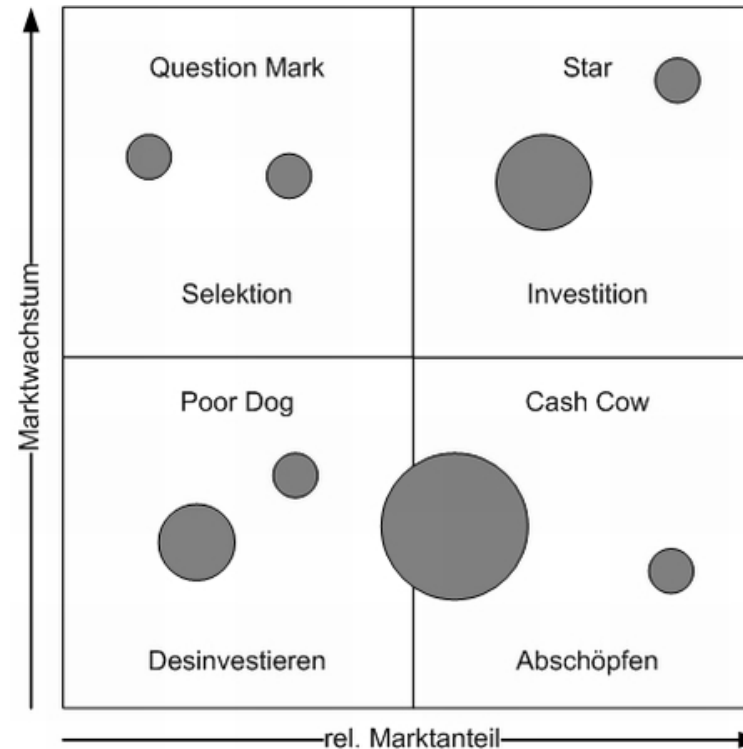 Question Mark
Star
Selektion
Investition
Marktwachstum
Poor Dog
Cash Cow
Desinvestieren
Abschöpfen
rel. Marktanteil